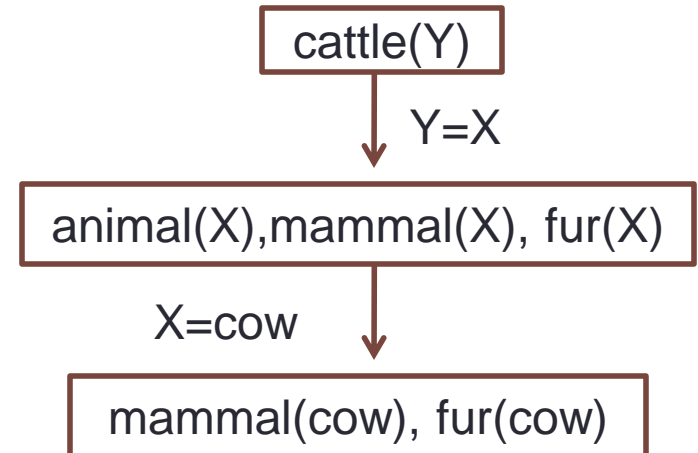 cattle(Y)
Y=X
animal(X),mammal(X), fur(X)
X=cow
mammal(cow), fur(cow)